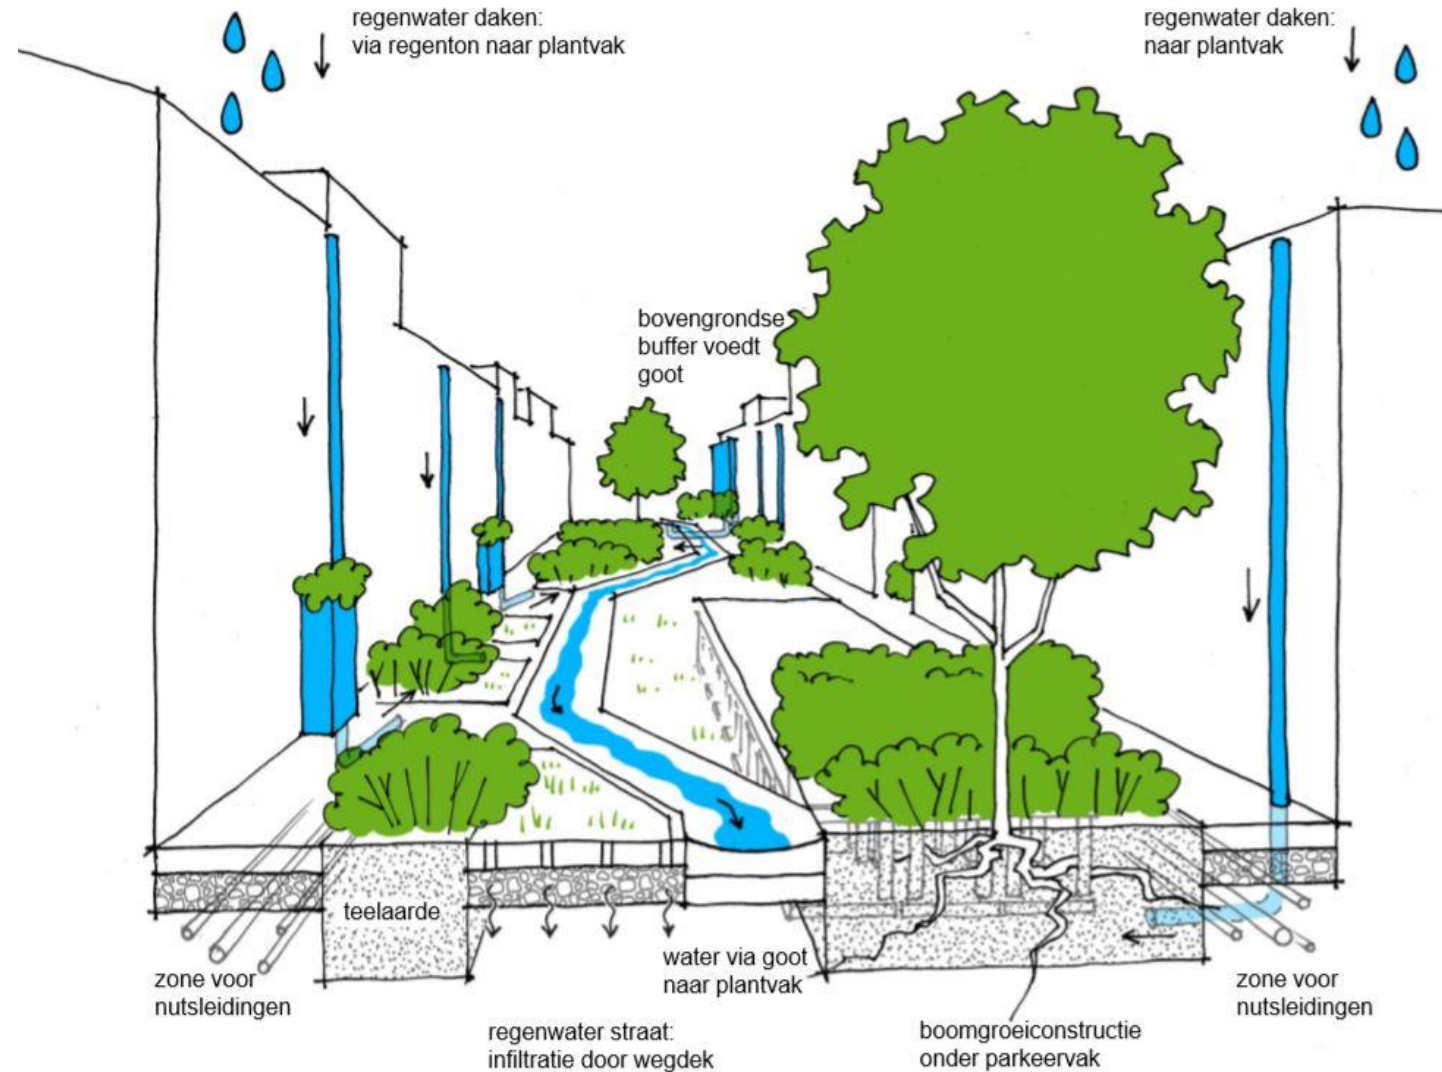 regenwater daken:
via regenton naar plantvak
regenwater daken:
naar plantvak
bovengrondse
buffer voedt
goot
teelaarde
zone voor
nutsleidingen
water via goot
naar plantvak
zone voor
nutsleidingen
regenwater straat:
infiltratie door wegdek
boomgroeiconstructie
onder parkeervak